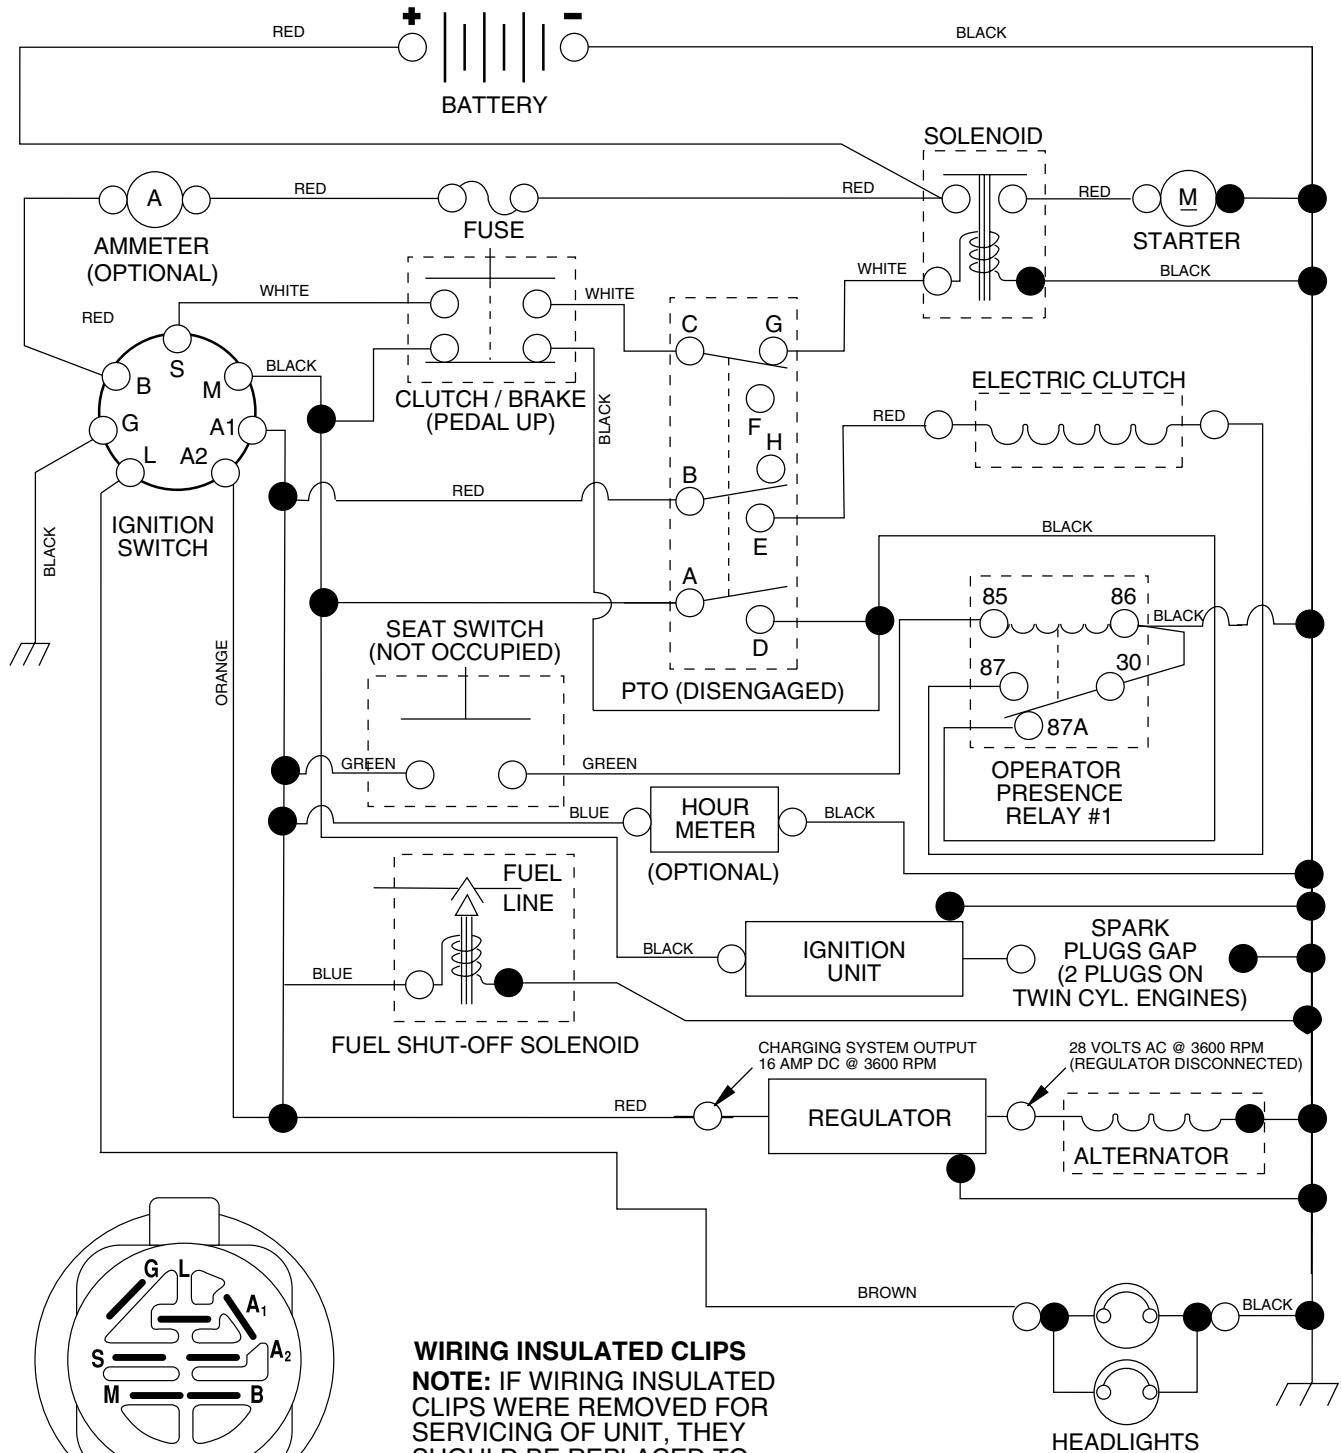 RED
+
-
BLACK
BATTERY
SOLENOID
A
RED
RED
RED
M
FUSE
STARTER
AMMETER
(OPTIONAL)
WHITE
BLACK
WHITE
WHITE
RED
S
B
M
BLACK
G
A1
L
A2
C
G
F
H
B
E
A
D
CLUTCH / BRAKE
(PEDAL UP)
BLACK
ELECTRIC CLUTCH
RED
RED
IGNITION
SWITCH
BLACK
BLACK
ORANGE
SEAT SWITCH
(NOT OCCUPIED)
85
86
BLACK
87
30
87A
PTO (DISENGAGED)
GREEN
GREEN
OPERATOR
PRESENCE
RELAY #1
BLUE
HOUR
METER
BLACK
(OPTIONAL)
FUEL
LINE
BLACK
IGNITION
UNIT
SPARK
PLUGS GAP
(2 PLUGS ON
TWIN CYL. ENGINES)
BLUE
FUEL SHUT-OFF SOLENOID
CHARGING SYSTEM OUTPUT
16 AMP DC @ 3600 RPM
28 VOLTS AC @ 3600 RPM
(REGULATOR DISCONNECTED)
RED
REGULATOR
ALTERNATOR
G
L
A1
S
A2
M
B
BROWN
BLACK
HEADLIGHTS
WIRING INSULATED CLIPS
NOTE: IF WIRING INSULATED
CLIPS WERE REMOVED FOR
SERVICING OF UNIT, THEY
SHOULD BE REPLACED TO